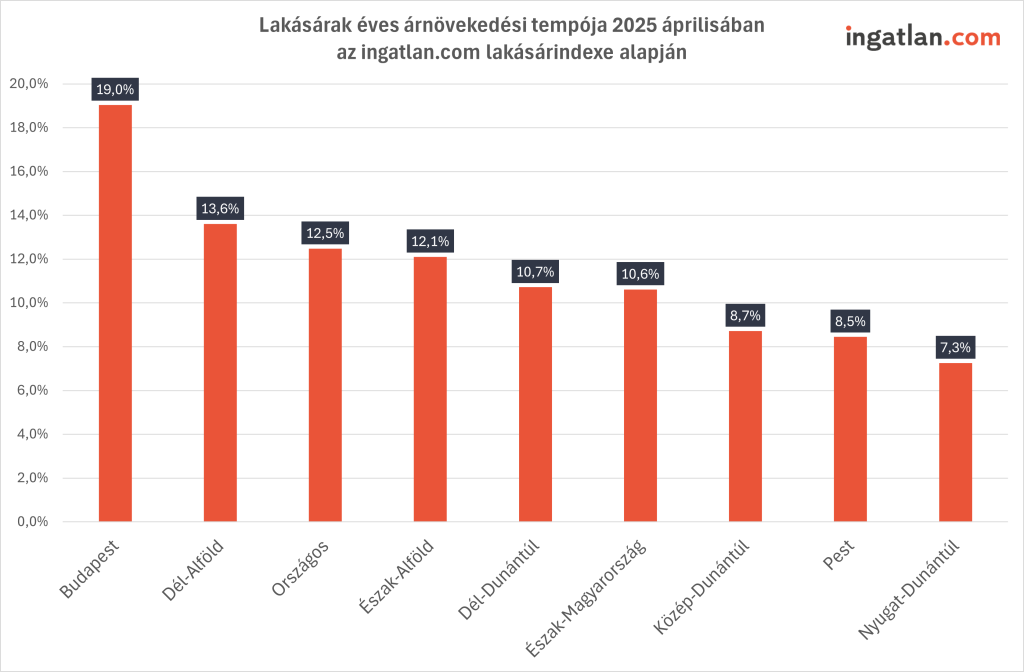 Lakásárak éves árnövekedési tempója 2025 áprilisában
az ingatlan.com lakásárindexe alapján
ingatlan.com
20,0%
18,0%
16,0%
14,0%
12,0%
10,0%
8,0%
6,0%
4,0%
2,0%
0,0%
19,0%
13,6%
12,5%
12,1%
10,7%
10,6%
8,7%
8,5%
7,3%
Budapest
Dél-Alföld
Országos
Észak-Alföld
Dél-Dunántúl
Észak-Magyarország
Közép-Dunántúl
Pest
Nyugat-Dunántúl